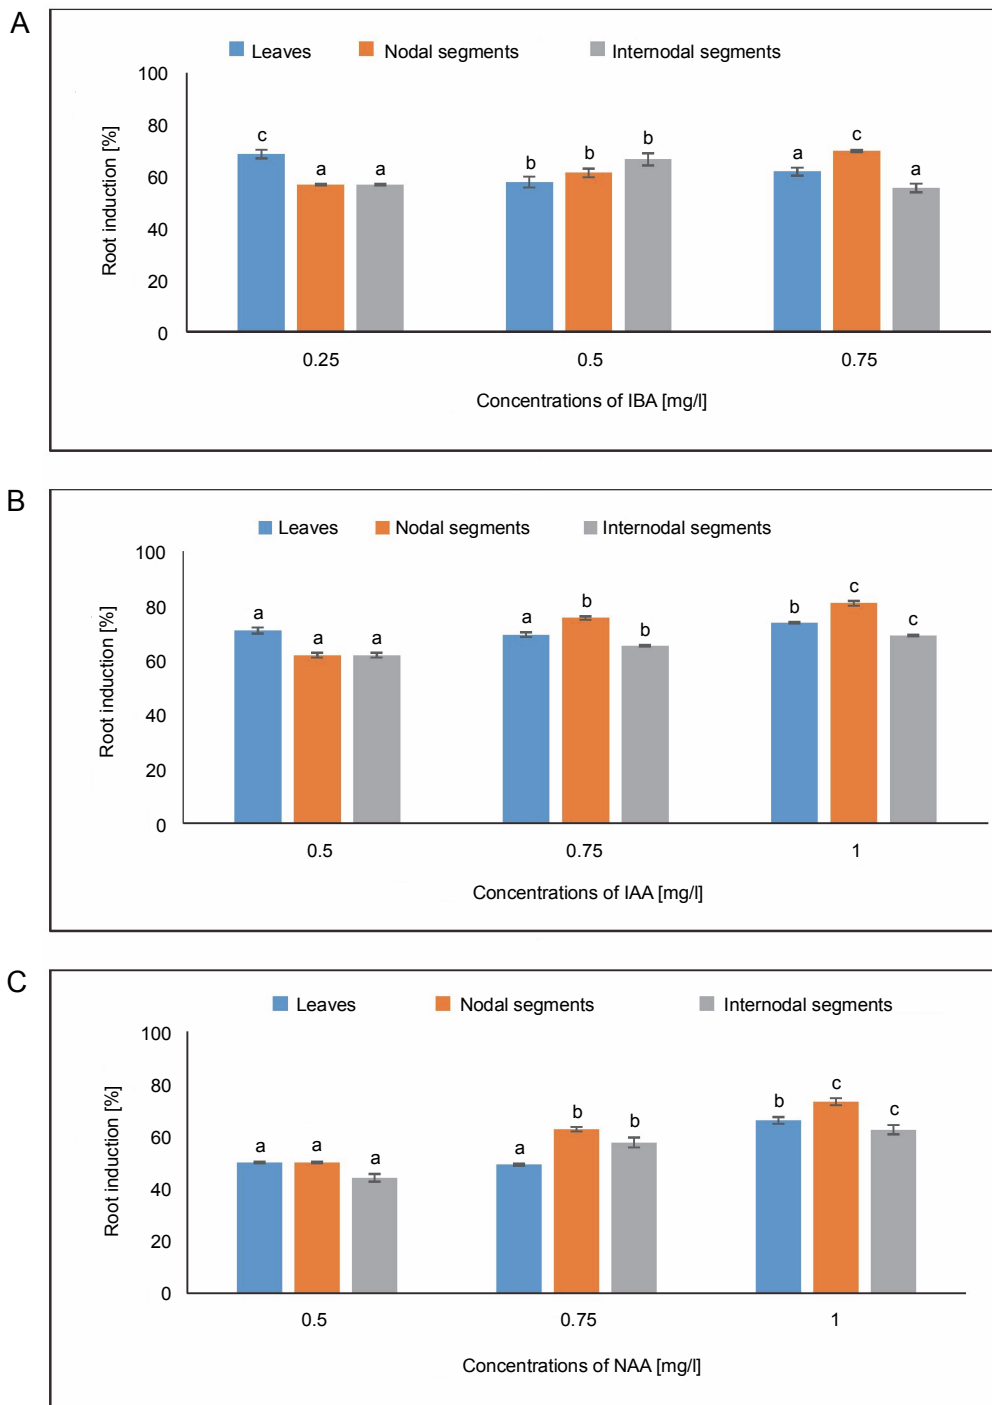 A
Leaves Nodal segments Internodal segments
Root induction [%]
100
80
60
40
20
0
c a a b b b a c a
0.25 0.5 0.75
Concentrations of IBA [mg/l]
B
Leaves Nodal segments Internodal segments
Root induction [%]
100
80
60
40
20
0
a a a a b b b c c
0.5 0.75 1
Concentrations of IAA [mg/l]
C
Leaves Nodal segments Internodal segments
Root induction [%]
100
80
60
40
20
0
a a a a b b b c c
0.5 0.75 1
Concentrations of NAA [mg/l]